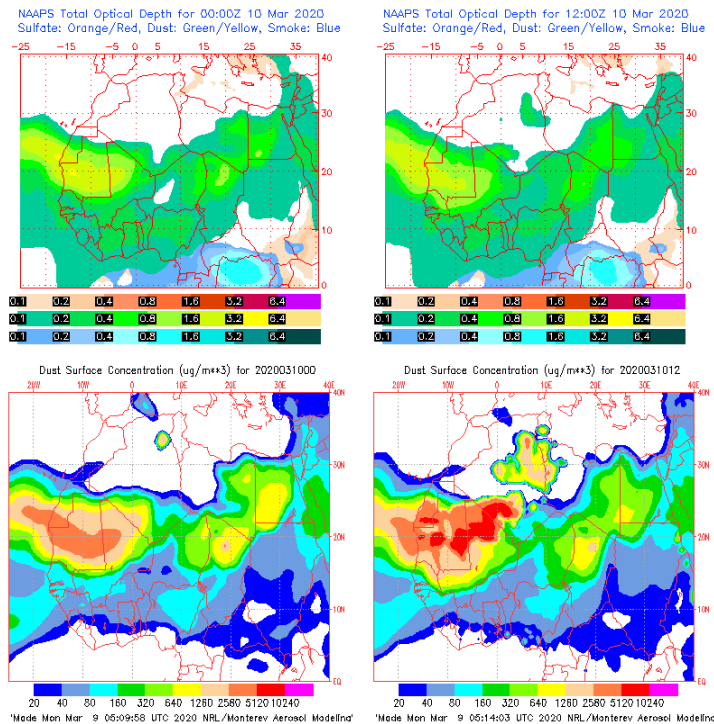 NAAPS Total Optical Depth for 00:00Z 10 Mar 2020
Sulfate: Orange/Red, Dust: Green/Yellow, Smoke: Blue
-25 -20 -15 -10 -5 0 5 10 15 20 25 30 35
40
30
20
10
0
0.1 0.2 0.4 0.8 1.6 3.2 6.4
0.1 0.2 0.4 0.8 1.6 3.2 6.4
0.1 0.2 0.4 0.8 1.6 3.2 6.4
NAAPS Total Optical Depth for 12:00Z 10 Mar 2020
Sulfate: Orange/Red, Dust: Green/Yellow, Smoke: Blue
-25 -20 -15 -10 -5 0 5 10 15 20 25 30 35
40
30
20
10
0
0.1 0.2 0.4 0.8 1.6 3.2 6.4
0.1 0.2 0.4 0.8 1.6 3.2 6.4
0.1 0.2 0.4 0.8 1.6 3.2 6.4
Dust Surface Concentration (ug/m**3) for 2020031000
20W 10W 0 10E 20E 30E 40E
40N
30N
20N
10N
EQ
20 40 80 160 320 640 1280 2560 5120 10240
'Made Mon Mar 9 05:09:58 UTC 2020 NRL/Monterey Aerosol Modeling'
Dust Surface Concentration (ug/m**3) for 2020031012
20W 10W 0 10E 20E 30E 40E
40N
30N
20N
10N
EQ
20 40 80 160 320 640 1280 2560 5120 10240
'Made Mon Mar 9 05:14:03 UTC 2020 NRL/Monterey Aerosol Modeling'